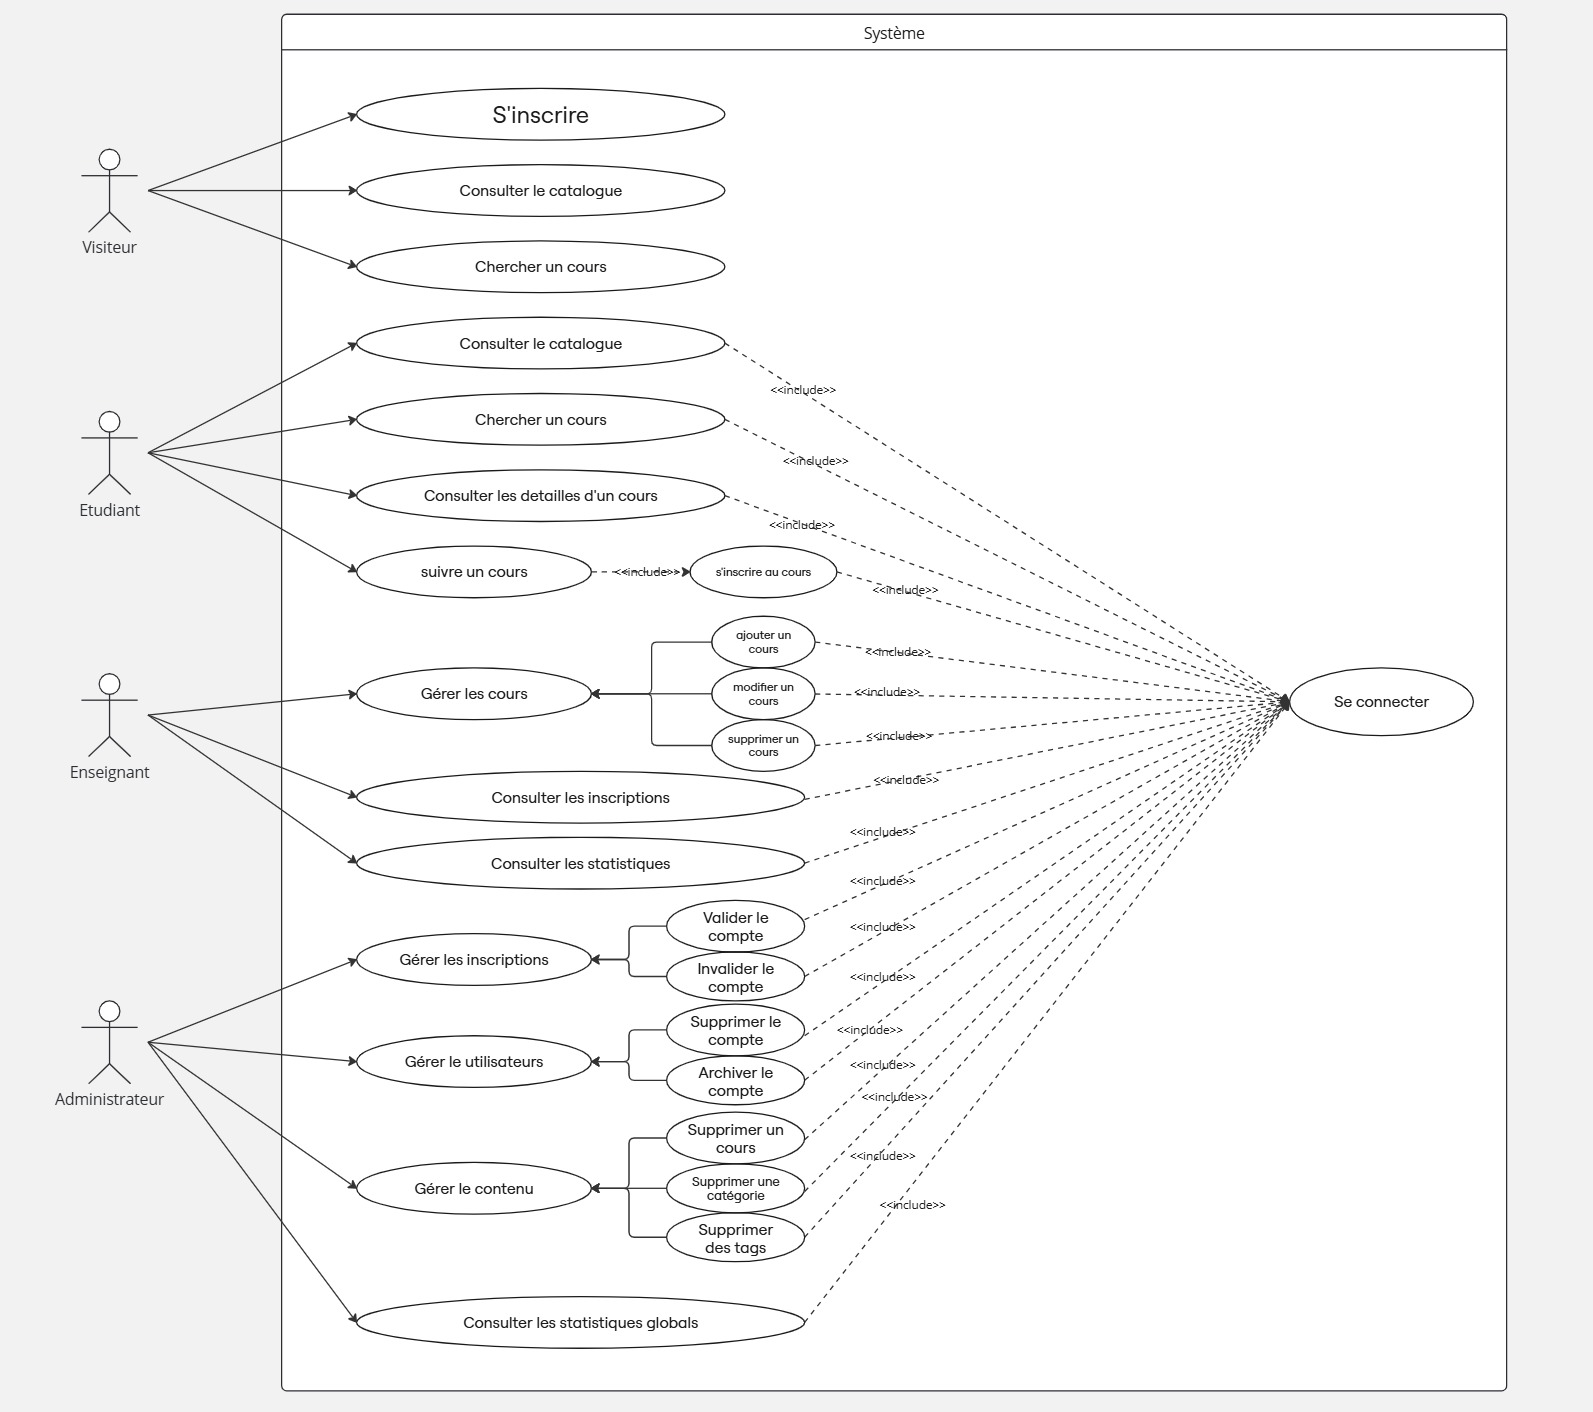 Système
S'inscrire
Consulter le catalogue
Chercher un cours
Visiteur
Consulter le catalogue
<<include>>
Chercher un cours
<<include>>
Consulter les detailles d'un cours
<<include>>
Etudiant
suivre un cours
<<include>>
s'inscrire au cours
<<include>>
ajouter un
cours
<<include>>
Gérer les cours
modifier un
cours
<<include>>
Se connecter
supprimer un
cours
<<include>>
Enseignant
Consulter les inscriptions
<<include>>
Consulter les statistiques
<<include>>
Valider le
compte
<<include>>
Gérer les inscriptions
Invalider le
compte
<<include>>
Supprimer le
compte
<<include>>
Gérer le utilisateurs
Archiver le
compte
<<include>>
Administrateur
Supprimer un
cours
<<include>>
Gérer le contenu
Supprimer une
catégorie
<<include>>
Supprimer
des tags
<<include>>
Consulter les statistiques globals
<<include>>